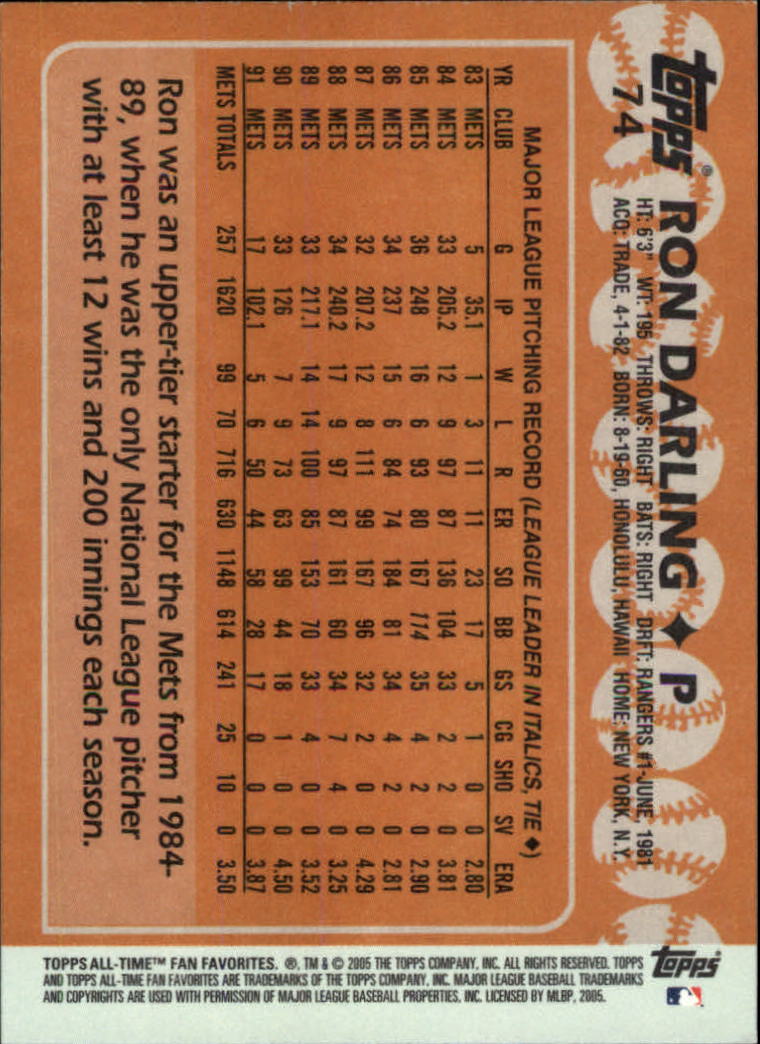 Topps®
74
RON DARLING ♦ P
HT: 6'3" WT: 195 THROWS: RIGHT BATS: RIGHT DRFT: RANGERS #1-JUNE, 1981
ACQ: TRADE, 4-1-82 BORN: 8-19-60, HONOLULU, HAWAII HOME: NEW YORK, N.Y.
MAJOR LEAGUE PITCHING RECORD (LEAGUE LEADER IN ITALICS, TIE ♦)
YR CLUB G IP W L R ER SO BB GS CG SHO SV ERA
83 METS 5 35.1 1 3 11 11 23 17 5 1 0 0 2.80
84 METS 33 205.2 12 9 97 87 136 104 33 2 2 0 3.81
85 METS 36 248 16 6 93 80 167 114 35 4 2 0 2.90
86 METS 34 237 15 6 84 74 184 81 34 4 2 0 2.81
87 METS 32 207.2 12 8 111 99 167 96 32 2 0 0 4.29
88 METS 34 240.2 17 9 97 87 161 60 34 7 4 0 3.25
89 METS 33 217.1 14 14 100 85 153 70 33 4 0 0 3.52
90 METS 33 126 7 9 73 63 99 44 18 1 0 0 4.50
91 METS 17 102.1 5 6 50 44 58 28 17 0 0 0 3.87
METS TOTALS 257 1620 99 70 716 630 1148 614 241 25 10 0 3.50
Ron was an upper-tier starter for the Mets from 1984-
89, when he was the only National League pitcher
with at least 12 wins and 200 innings each season.
TOPPS ALL-TIME™ FAN FAVORITES. ®, TM & © 2005 THE TOPPS COMPANY, INC. ALL RIGHTS RESERVED. TOPPS
AND TOPPS ALL-TIME FAN FAVORITES ARE TRADEMARKS OF THE TOPPS COMPANY, INC. MAJOR LEAGUE BASEBALL TRADEMARKS
AND COPYRIGHTS ARE USED WITH PERMISSION OF MAJOR LEAGUE BASEBALL PROPERTIES, INC. LICENSED BY MLBP, 2005.
Topps